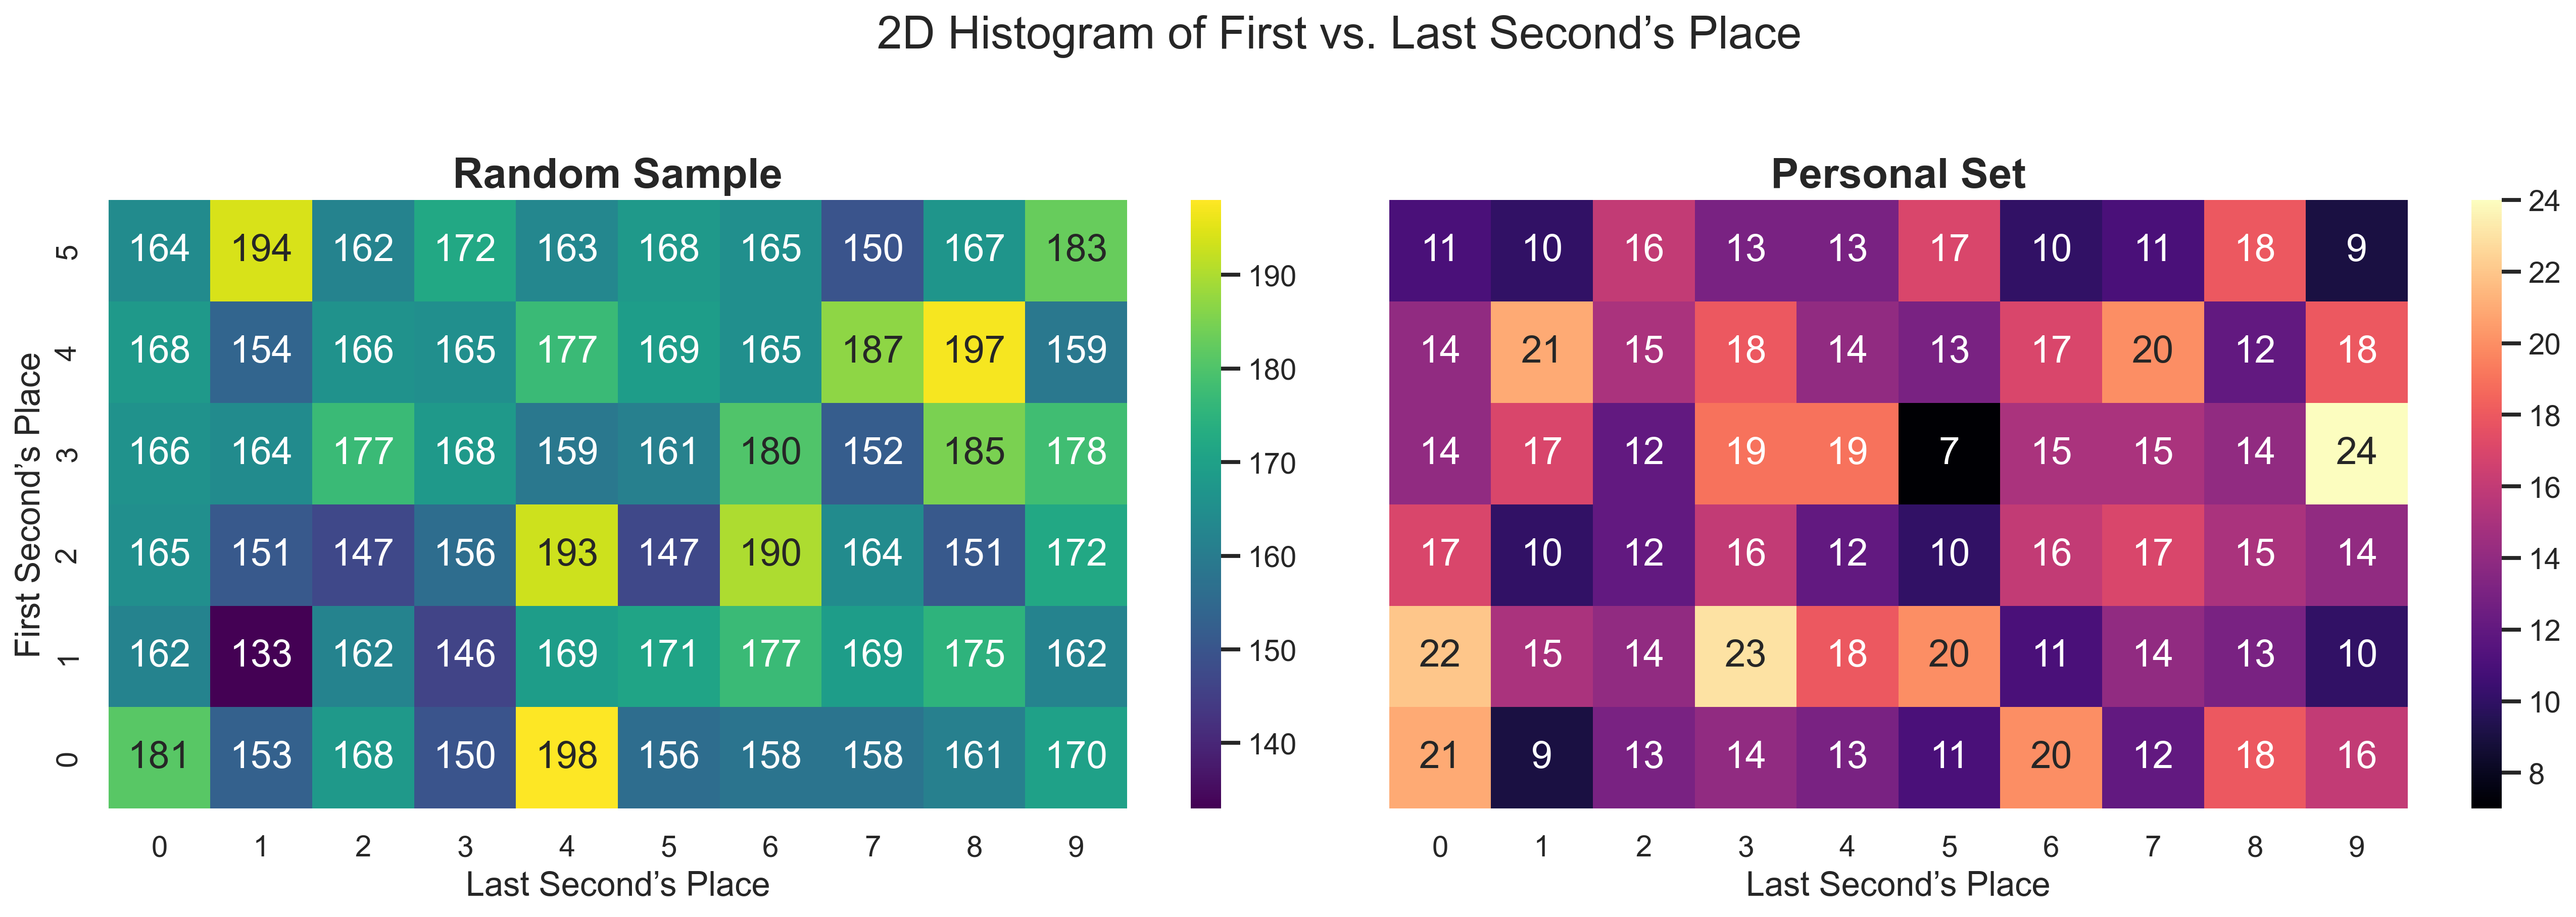 2D Histogram of First vs. Last Second’s Place
Random Sample
First Second’s Place
5 164 194 162 172 163 168 165 150 167 183
4 168 154 166 165 177 169 165 187 197 159
3 166 164 177 168 159 161 180 152 185 178
2 165 151 147 156 193 147 190 164 151 172
1 162 133 162 146 169 171 177 169 175 162
0 181 153 168 150 198 156 158 158 161 170
0 1 2 3 4 5 6 7 8 9
Last Second’s Place
190
180
170
160
150
140
Personal Set
11 10 16 13 13 17 10 11 18 9
14 21 15 18 14 13 17 20 12 18
14 17 12 19 19 7 15 15 14 24
17 10 12 16 12 10 16 17 15 14
22 15 14 23 18 20 11 14 13 10
21 9 13 14 13 11 20 12 18 16
0 1 2 3 4 5 6 7 8 9
Last Second’s Place
24
22
20
18
16
14
12
10
8